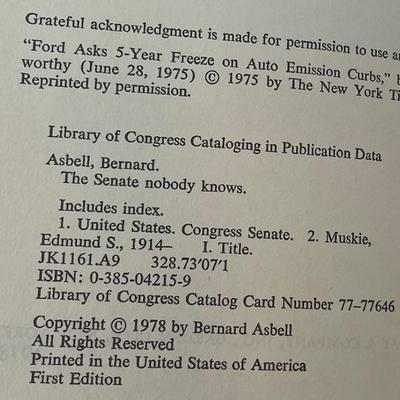 Grateful acknowledgment is made for permission to use
"Ford Asks 5-Year Freeze on Auto Emission Curbs,"
worthy (June 28, 1975) © 1975 by The New York
Reprinted by permission.
Library of Congress Cataloging in Publication Data
Asbell, Bernard.
The Senate nobody knows.
Includes index.
1. United States. Congress Senate. 2. Muskie,
Edmund S., 1914– I. Title.
JK1161.A9 328.73'07'1
ISBN: 0-385-04215-9
Library of Congress Catalog Card Number 77–77646
Copyright © 1978 by Bernard Asbell
All Rights Reserved
Printed in the United States of America
First Edition